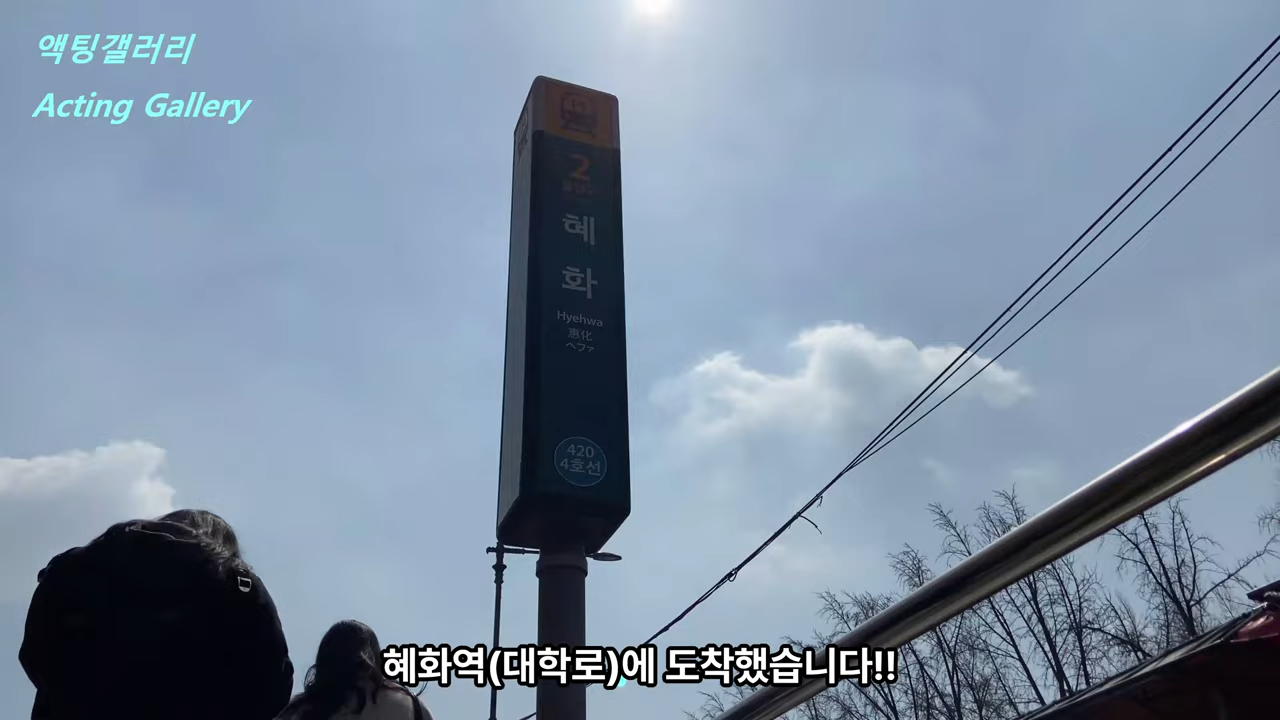 액팅갤러리
Acting Gallery
2
혜
화
Hyehwa
惠化
ヘファ
420
4호선
혜화역(대학로)에 도착했습니다!!